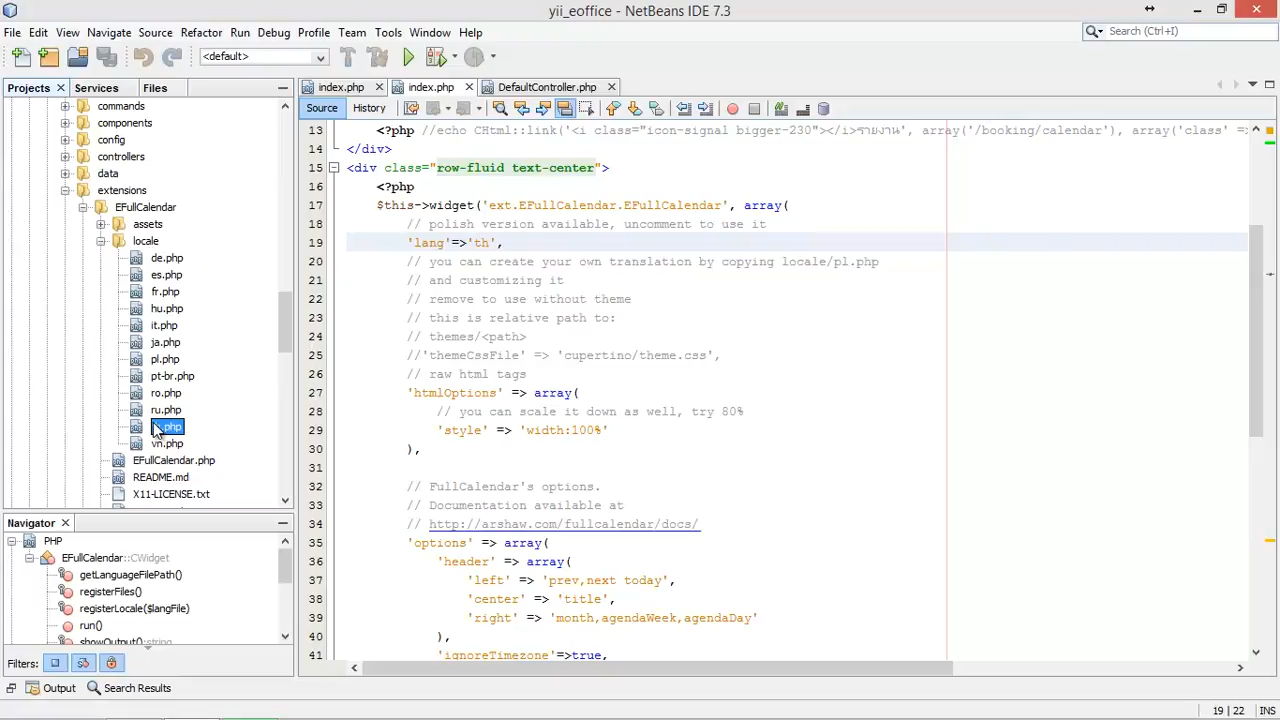 yii_eoffice - NetBeans IDE 7.3
File Edit View Navigate Source Refactor Run Debug Profile Team Tools Window Help
Search (Ctrl+I)
<default>
Projects Services Files
index.php index.php DefaultController.php
Source History
commands
components
config
controllers
data
extensions
EFullCalendar
assets
locale
de.php
es.php
fr.php
hu.php
it.php
ja.php
pl.php
pt-br.php
ro.php
ru.php
.php
vn.php
EFullCalendar.php
README.md
X11-LICENSE.txt
13 <?php //echo CHtml::link('<i class="icon-signal bigger-230"></i>รายงาน', array('/booking/calendar'), array('class' =>
14 </div>
15 <div class="row-fluid text-center">
16 <?php
17 $this->widget('ext.EFullCalendar.EFullCalendar', array(
18 // polish version available, uncomment to use it
19 'lang'=>'th',
20 // you can create your own translation by copying locale/pl.php
21 // and customizing it
22 // remove to use without theme
23 // this is relative path to:
24 // themes/<path>
25 //'themeCssFile' => 'cupertino/theme.css',
26 // raw html tags
27 'htmlOptions' => array(
28 // you can scale it down as well, try 80%
29 'style' => 'width:100%'
30 ),
31
32 // FullCalendar's options.
33 // Documentation available at
34 // http://arshaw.com/fullcalendar/docs/
35 'options' => array(
36 'header' => array(
37 'left' => 'prev,next today',
38 'center' => 'title',
39 'right' => 'month,agendaWeek,agendaDay'
40 ),
41 'ignoreTimezone'=>true,
Navigator
PHP
EFullCalendar::CWidget
getLanguageFilePath()
registerFiles()
registerLocale($langFile)
run()
showOutput():string
Filters:
Output Search Results
19 | 22 INS